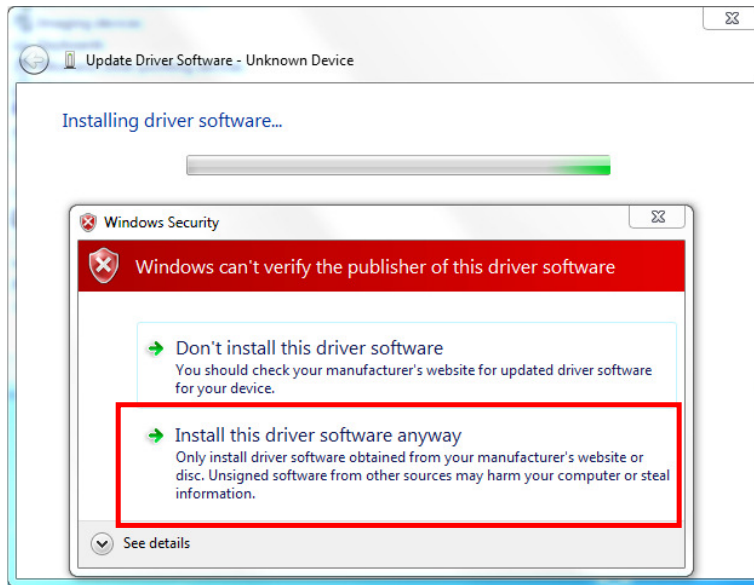 Imaging devices
Update Driver Software - Unknown Device
Installing driver software...
Windows Security
Windows can't verify the publisher of this driver software
Don't install this driver software
You should check your manufacturer's website for updated driver software
for your device.
Install this driver software anyway
Only install driver software obtained from your manufacturer's website or
disc. Unsigned software from other sources may harm your computer or steal
information.
See details